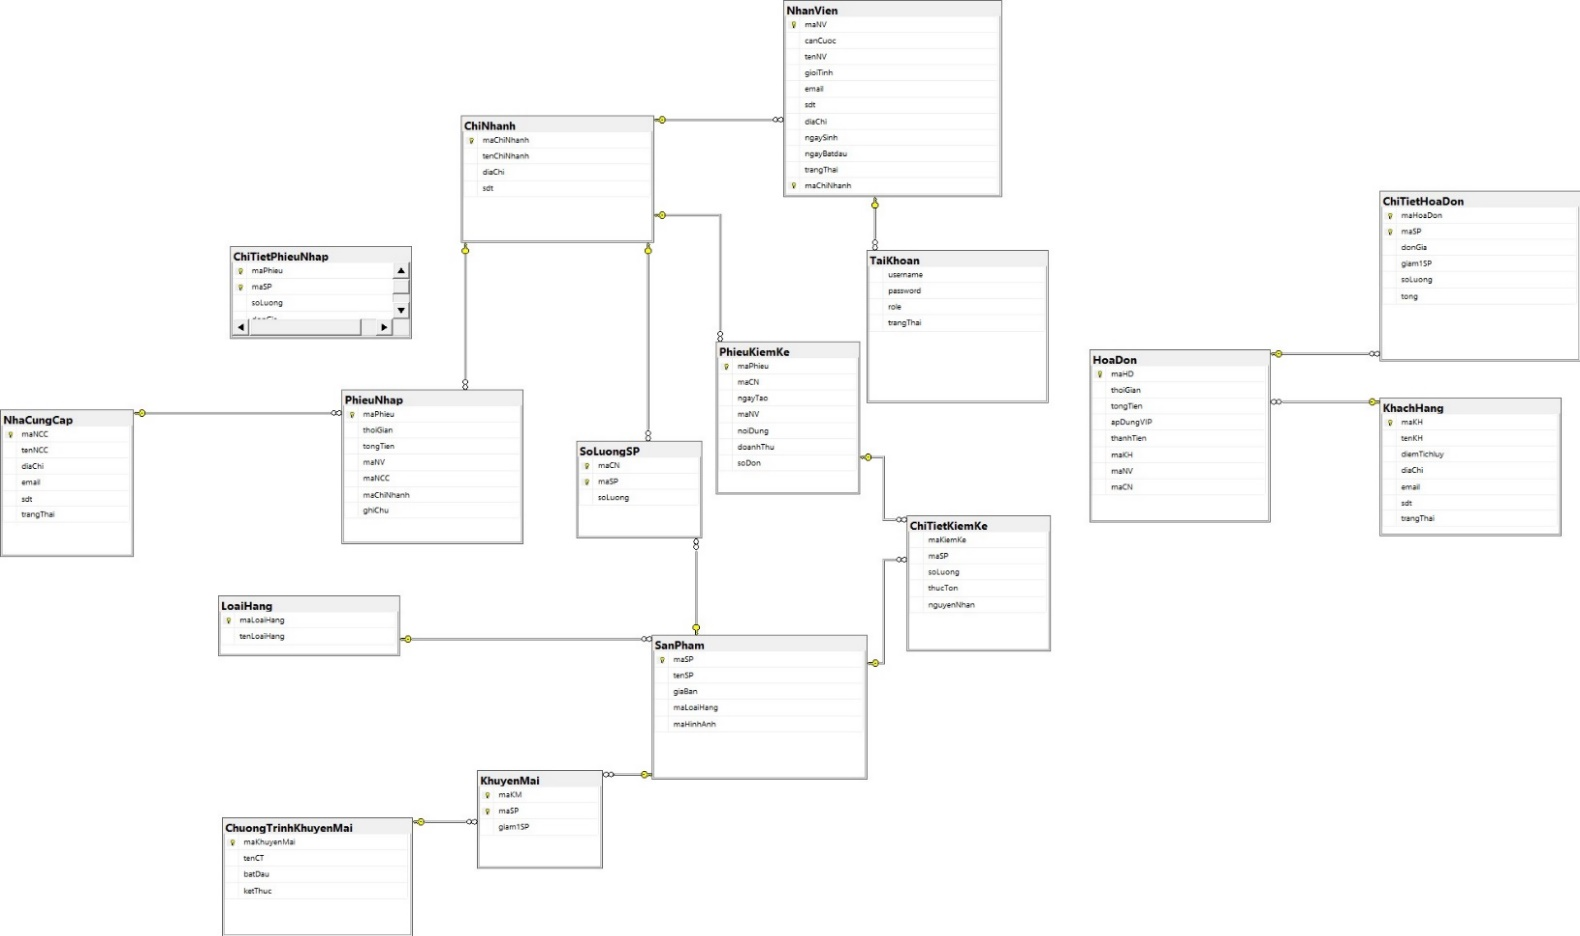 NhanVien
maNV
canCuoc
tenNV
gioiTinh
email
sdt
diaChi
ngaySinh
ngayBatdau
trangThai
maChiNhanh
ChiNhanh
maChiNhanh
tenChiNhanh
diaChi
sdt
ChiTietHoaDon
maHoaDon
maSP
donGia
giam1SP
soLuong
tong
ChiTietPhieuNhap
maPhieu
maSP
soLuong
TaiKhoan
username
password
role
trangThai
PhieuKiemKe
maPhieu
maCN
ngayTao
maNV
noiDung
doanhThu
soDon
HoaDon
maHD
thoiGian
tongTien
apDungVIP
thanhTien
maKH
maNV
maCN
KhachHang
maKH
tenKH
diemTichluy
diaChi
email
sdt
trangThai
NhaCungCap
maNCC
tenNCC
diaChi
email
sdt
trangThai
PhieuNhap
maPhieu
thoiGian
tongTien
maNV
maNCC
maChiNhanh
ghiChu
SoLuongSP
maCN
maSP
soLuong
ChiTietKiemKe
maKiemKe
maSP
soLuong
thucTon
nguyenNhan
LoaiHang
maLoaiHang
tenLoaiHang
SanPham
maSP
tenSP
giaBan
maLoaiHang
maHinhAnh
KhuyenMai
maKM
maSP
giam1SP
ChuongTrinhKhuyenMai
maKhuyenMai
tenCT
batDau
ketThuc